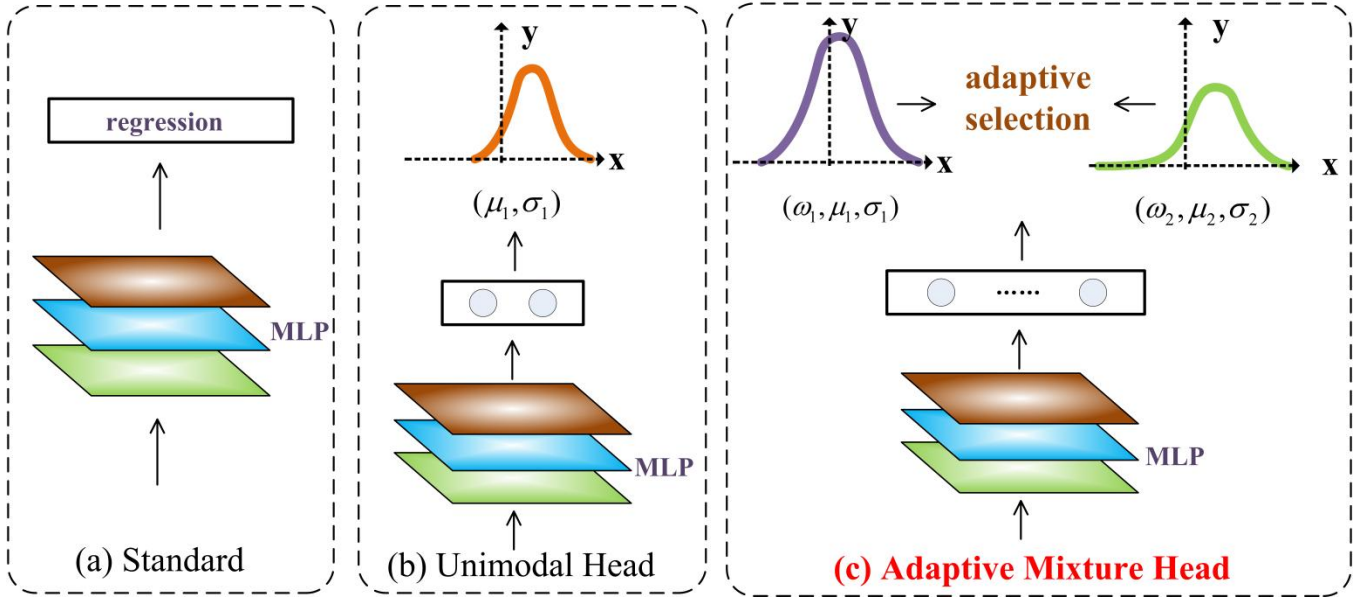 regression
MLP
(a) Standard
y
x
(μ₁,σ₁)
MLP
(b) Unimodal Head
y
x
(ω₁,μ₁,σ₁)
adaptive
selection
y
x
(ω₂,μ₂,σ₂)
······
MLP
(c) Adaptive Mixture Head